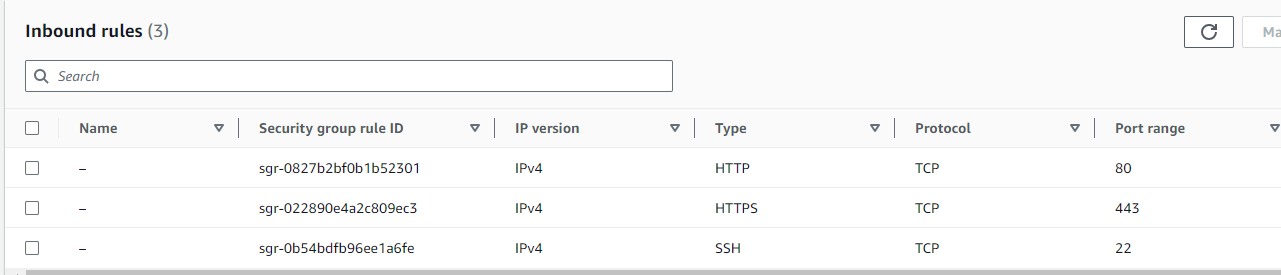 Inbound rules (3)
Ma
Search
Name Security group rule ID IP version Type Protocol Port range
– sgr-0827b2bf0b1b52301 IPv4 HTTP TCP 80
– sgr-022890e4a2c809ec3 IPv4 HTTPS TCP 443
– sgr-0b54bdfb96ee1a6fe IPv4 SSH TCP 22